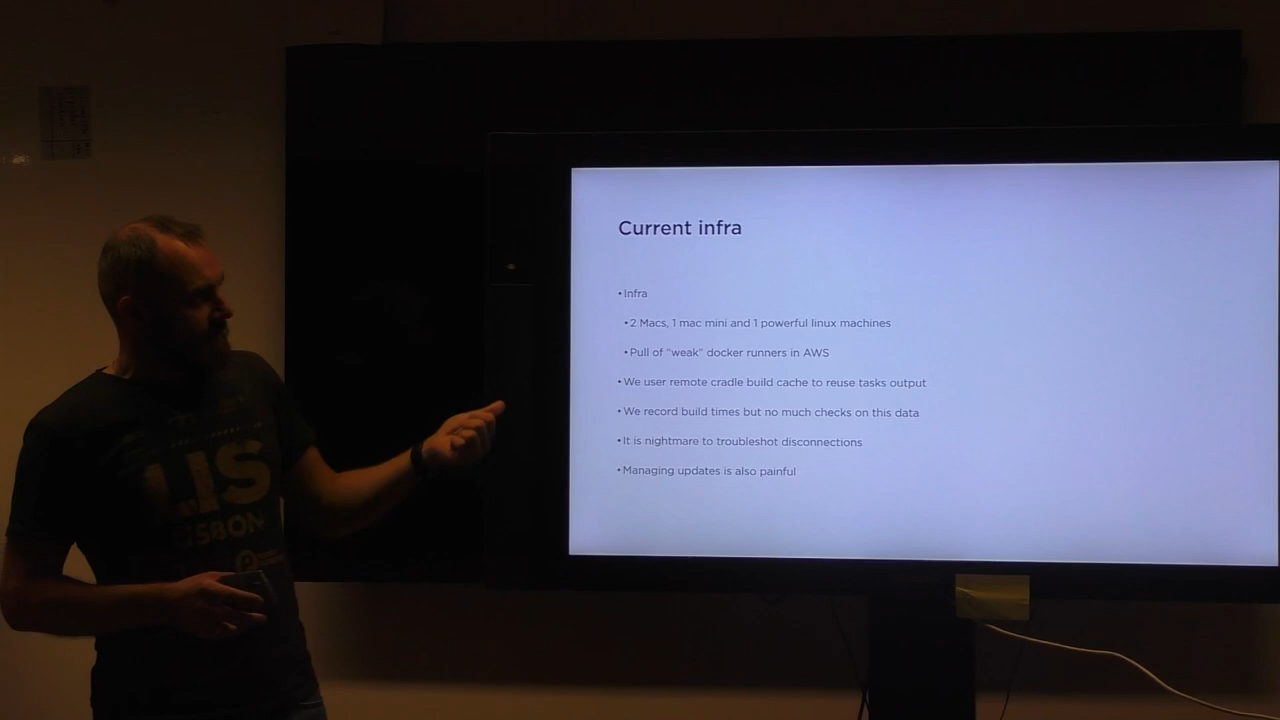 Current infra
•Infra
•2 Macs, 1 mac mini and 1 powerful linux machines
•Pull of "weak" docker runners in AWS
•We user remote cradle build cache to reuse tasks output
•We record build times but no much checks on this data
•It is nightmare to troubleshot disconnections
•Managing updates is also painful
LIS
LISBON